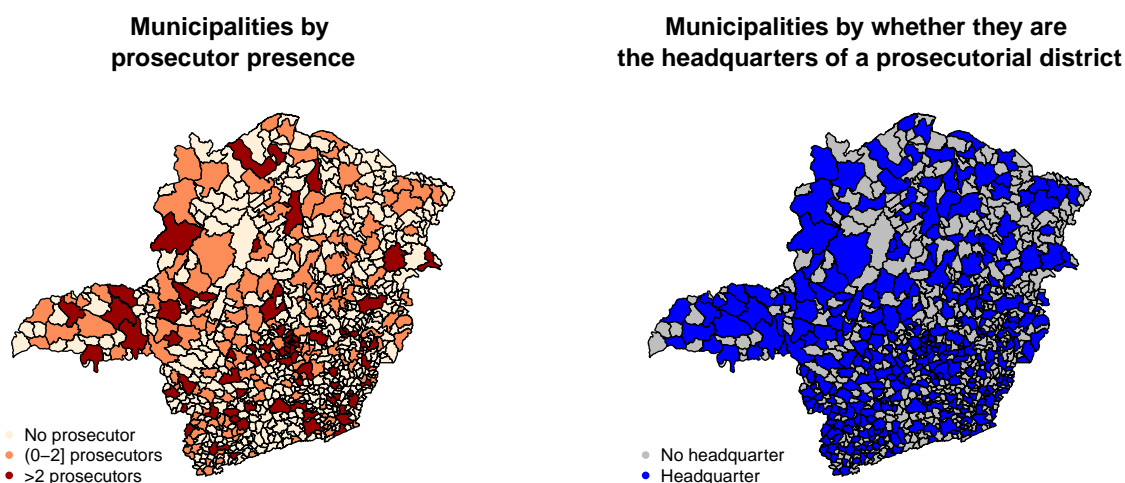 Municipalities by
prosecutor presence
No prosecutor
(0–2] prosecutors
>2 prosecutors
Municipalities by whether they are
the headquarters of a prosecutorial district
No headquarter
Headquarter